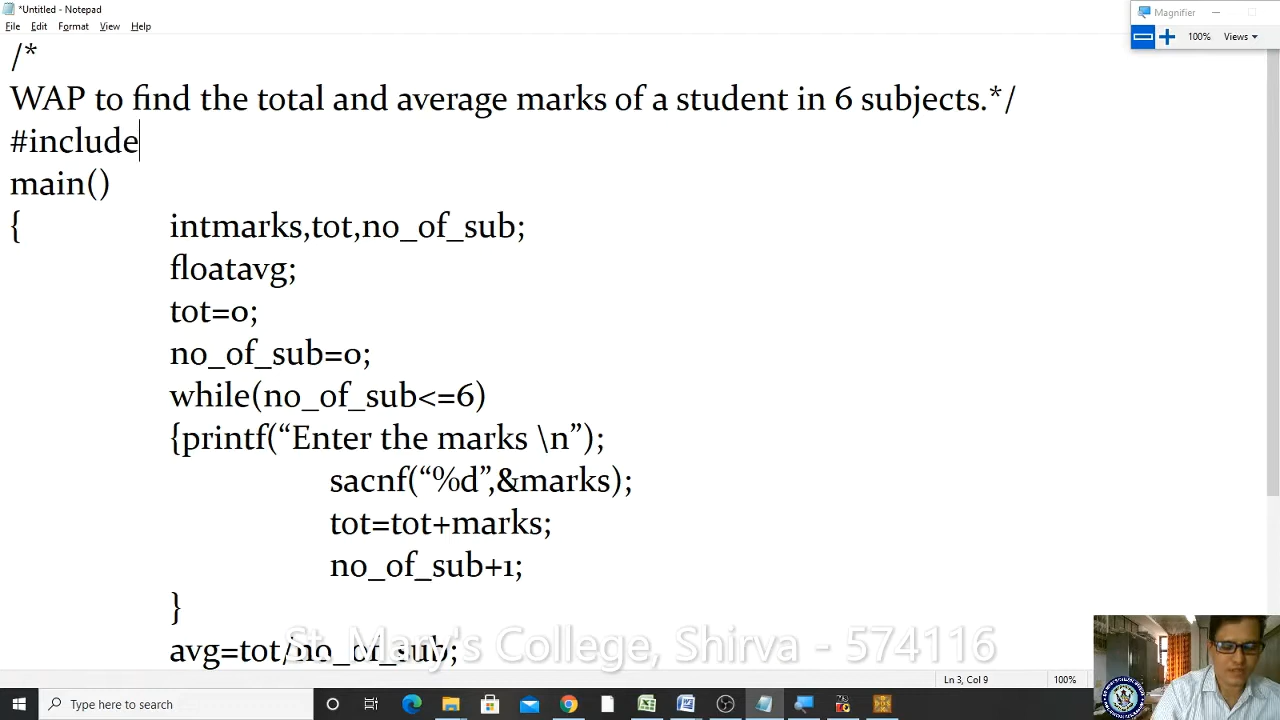 *Untitled - Notepad
File Edit Format View Help
Magnifier
100% Views
/*
WAP to find the total and average marks of a student in 6 subjects.*/
#include
main()
{ intmarks,tot,no_of_sub;
floatavg;
tot=0;
no_of_sub=0;
while(no_of_sub<=6)
{printf(“Enter the marks \n”);
sacnf(“%d”,&marks);
tot=tot+marks;
no_of_sub+1;
}
avg=tot/no_of_sub;
St. Mary's College, Shirva - 574116
Ln 3, Col 9 100%
Type here to search